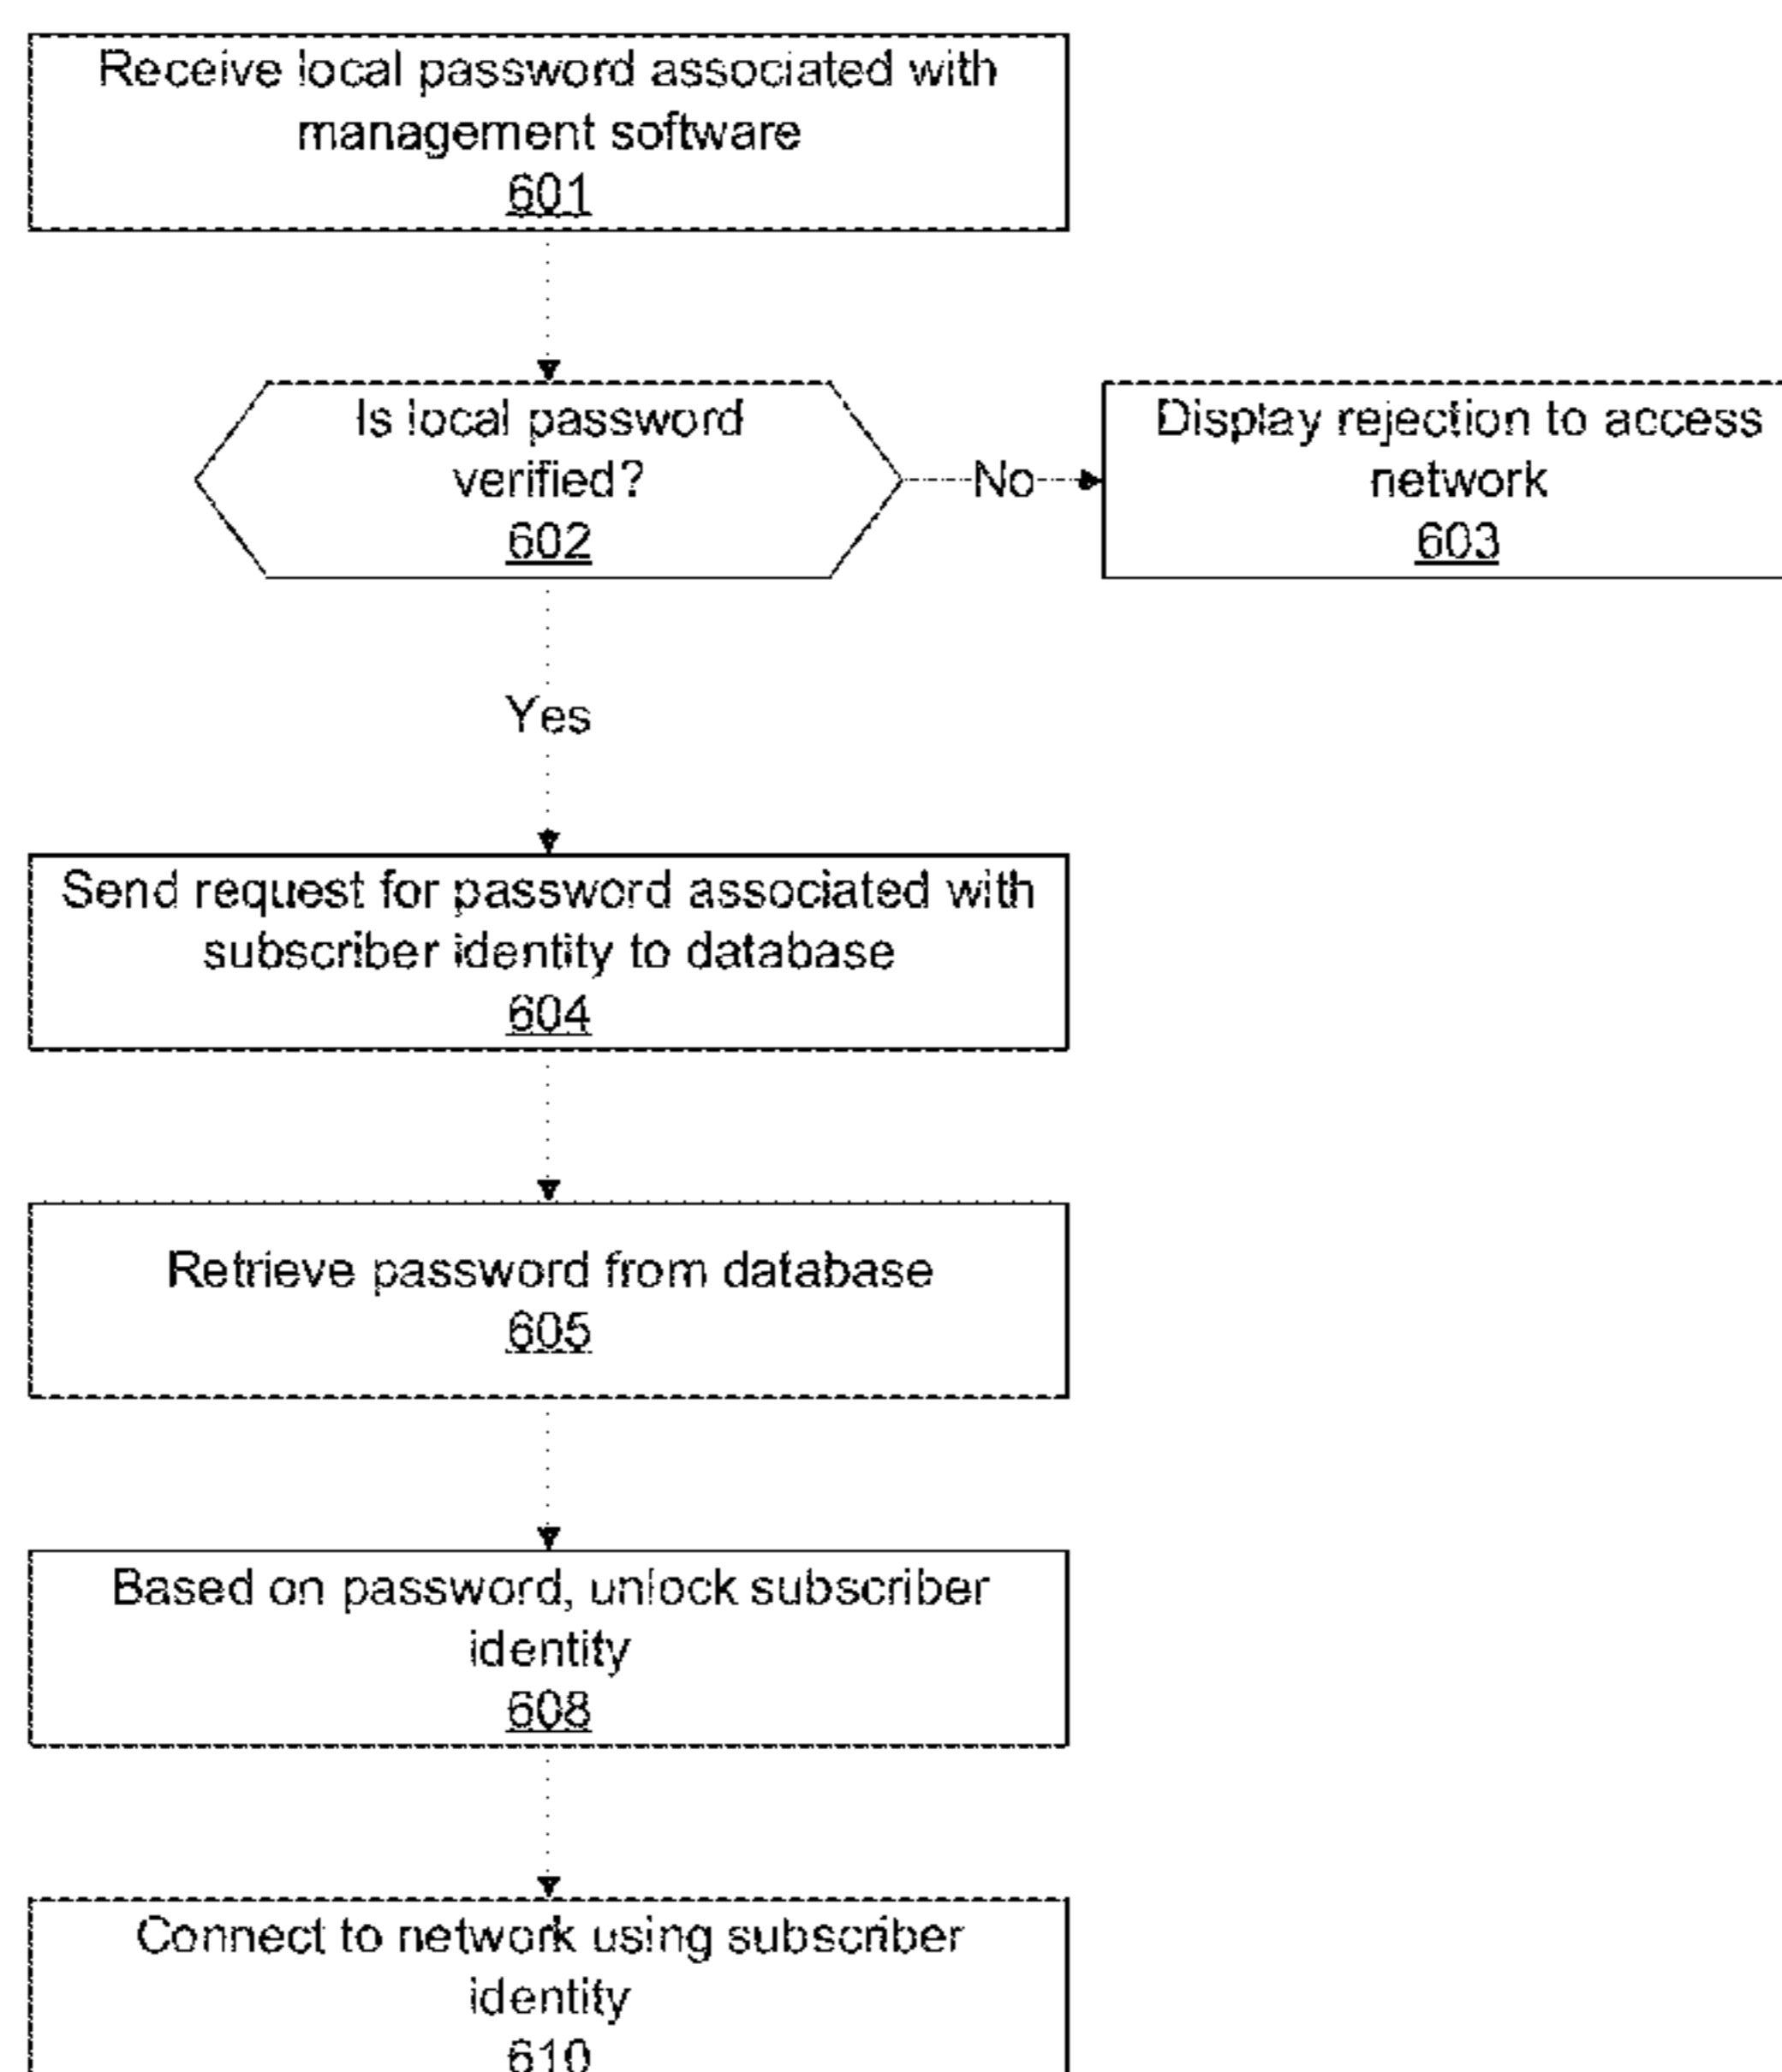 Receive local password associated with
management software
601
Is local password
verified?
602
No
Display rejection to access
network
603
Yes
Send request for password associated with
subscriber identity to database
604
Retrieve password from database
605
Based on password, unlock subscriber
identity
608
Connect to network using subscriber
identity
610